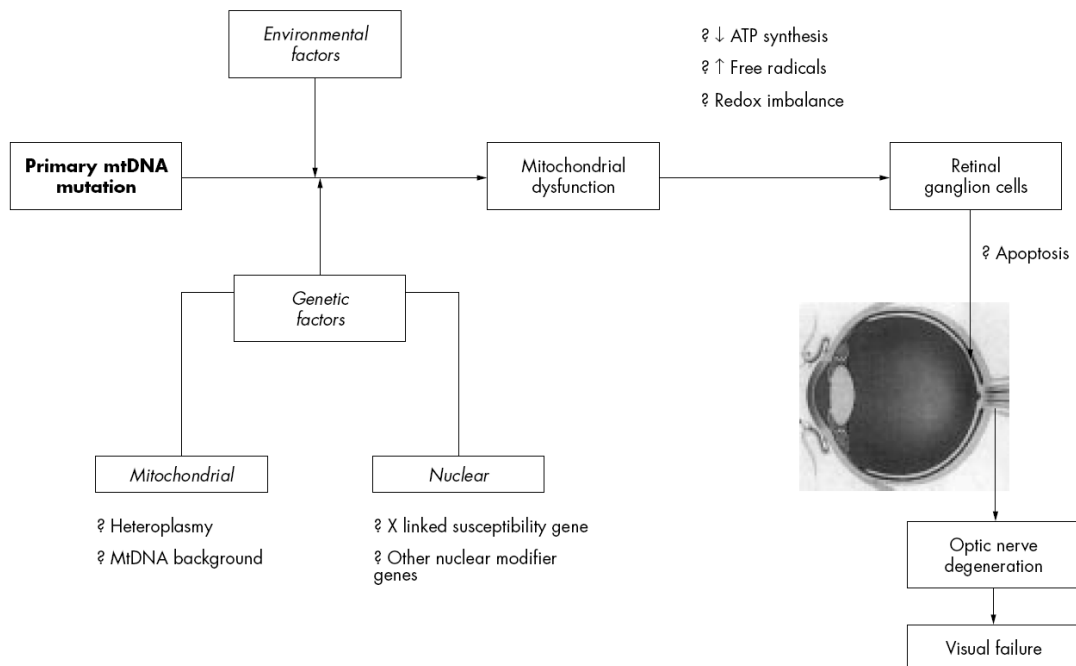 Environmental
factors
? ↓ ATP synthesis
? ↑ Free radicals
? Redox imbalance
Primary mtDNA
mutation
Mitochondrial
dysfunction
Retinal
ganglion cells
? Apoptosis
Genetic
factors
Mitochondrial
Nuclear
? Heteroplasmy
? MtDNA background
? X linked susceptibility gene
? Other nuclear modifier
genes
Optic nerve
degeneration
Visual failure